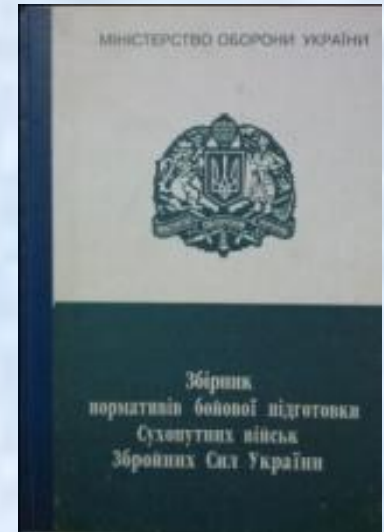 МІНІСТЕРСТВО ОБОРОНИ УКРАЇНИ
Збірник
нормативів бойової підготовки
Сухопутних військ
Збройних Сил України